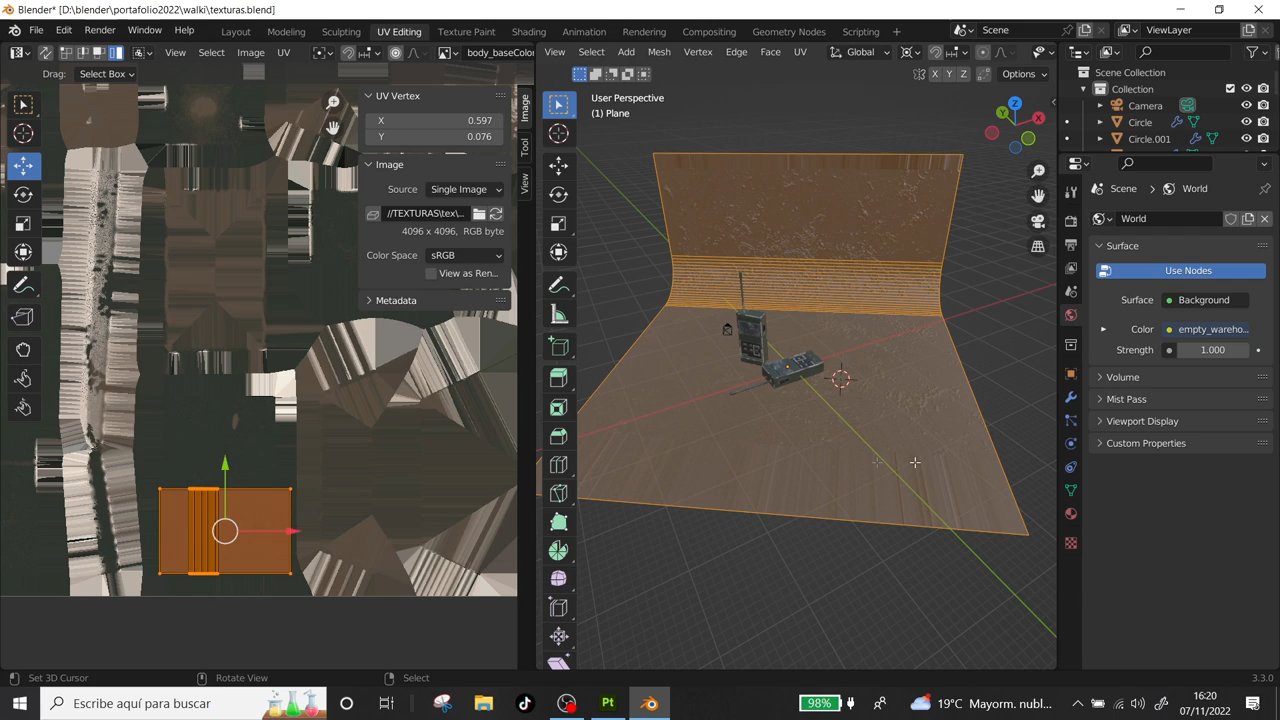 Blender* [D:\blender\portafolio2022\walki\texturas.blend]
File Edit Render Window Help Layout Modeling Sculpting UV Editing Texture Paint Shading Animation Rendering Compositing Geometry Nodes Scripting + Scene ViewLayer
View Select Image UV body_baseColor View Select Add Mesh Vertex Edge Face UV Global
Drag: Select Box X Y Z Options
Scene Collection
Collection
Camera
Circle
Circle.001
UV Vertex
X 0.597
Y 0.076
Image
Source Single Image
//TEXTURAS\tex\...
4096 x 4096, RGB byte
Color Space sRGB
View as Ren...
Metadata
Image
Tool
View
User Perspective
(1) Plane
Z
Y
X
Scene > World
World
Surface
Use Nodes
Surface Background
Color empty_wareho...
Strength 1.000
Volume
Mist Pass
Viewport Display
Custom Properties
Set 3D Cursor Rotate View Select 3.3.0
Escribe aquí para buscar Pt 98% 19°C Mayorm. nubl... 16:20
07/11/2022